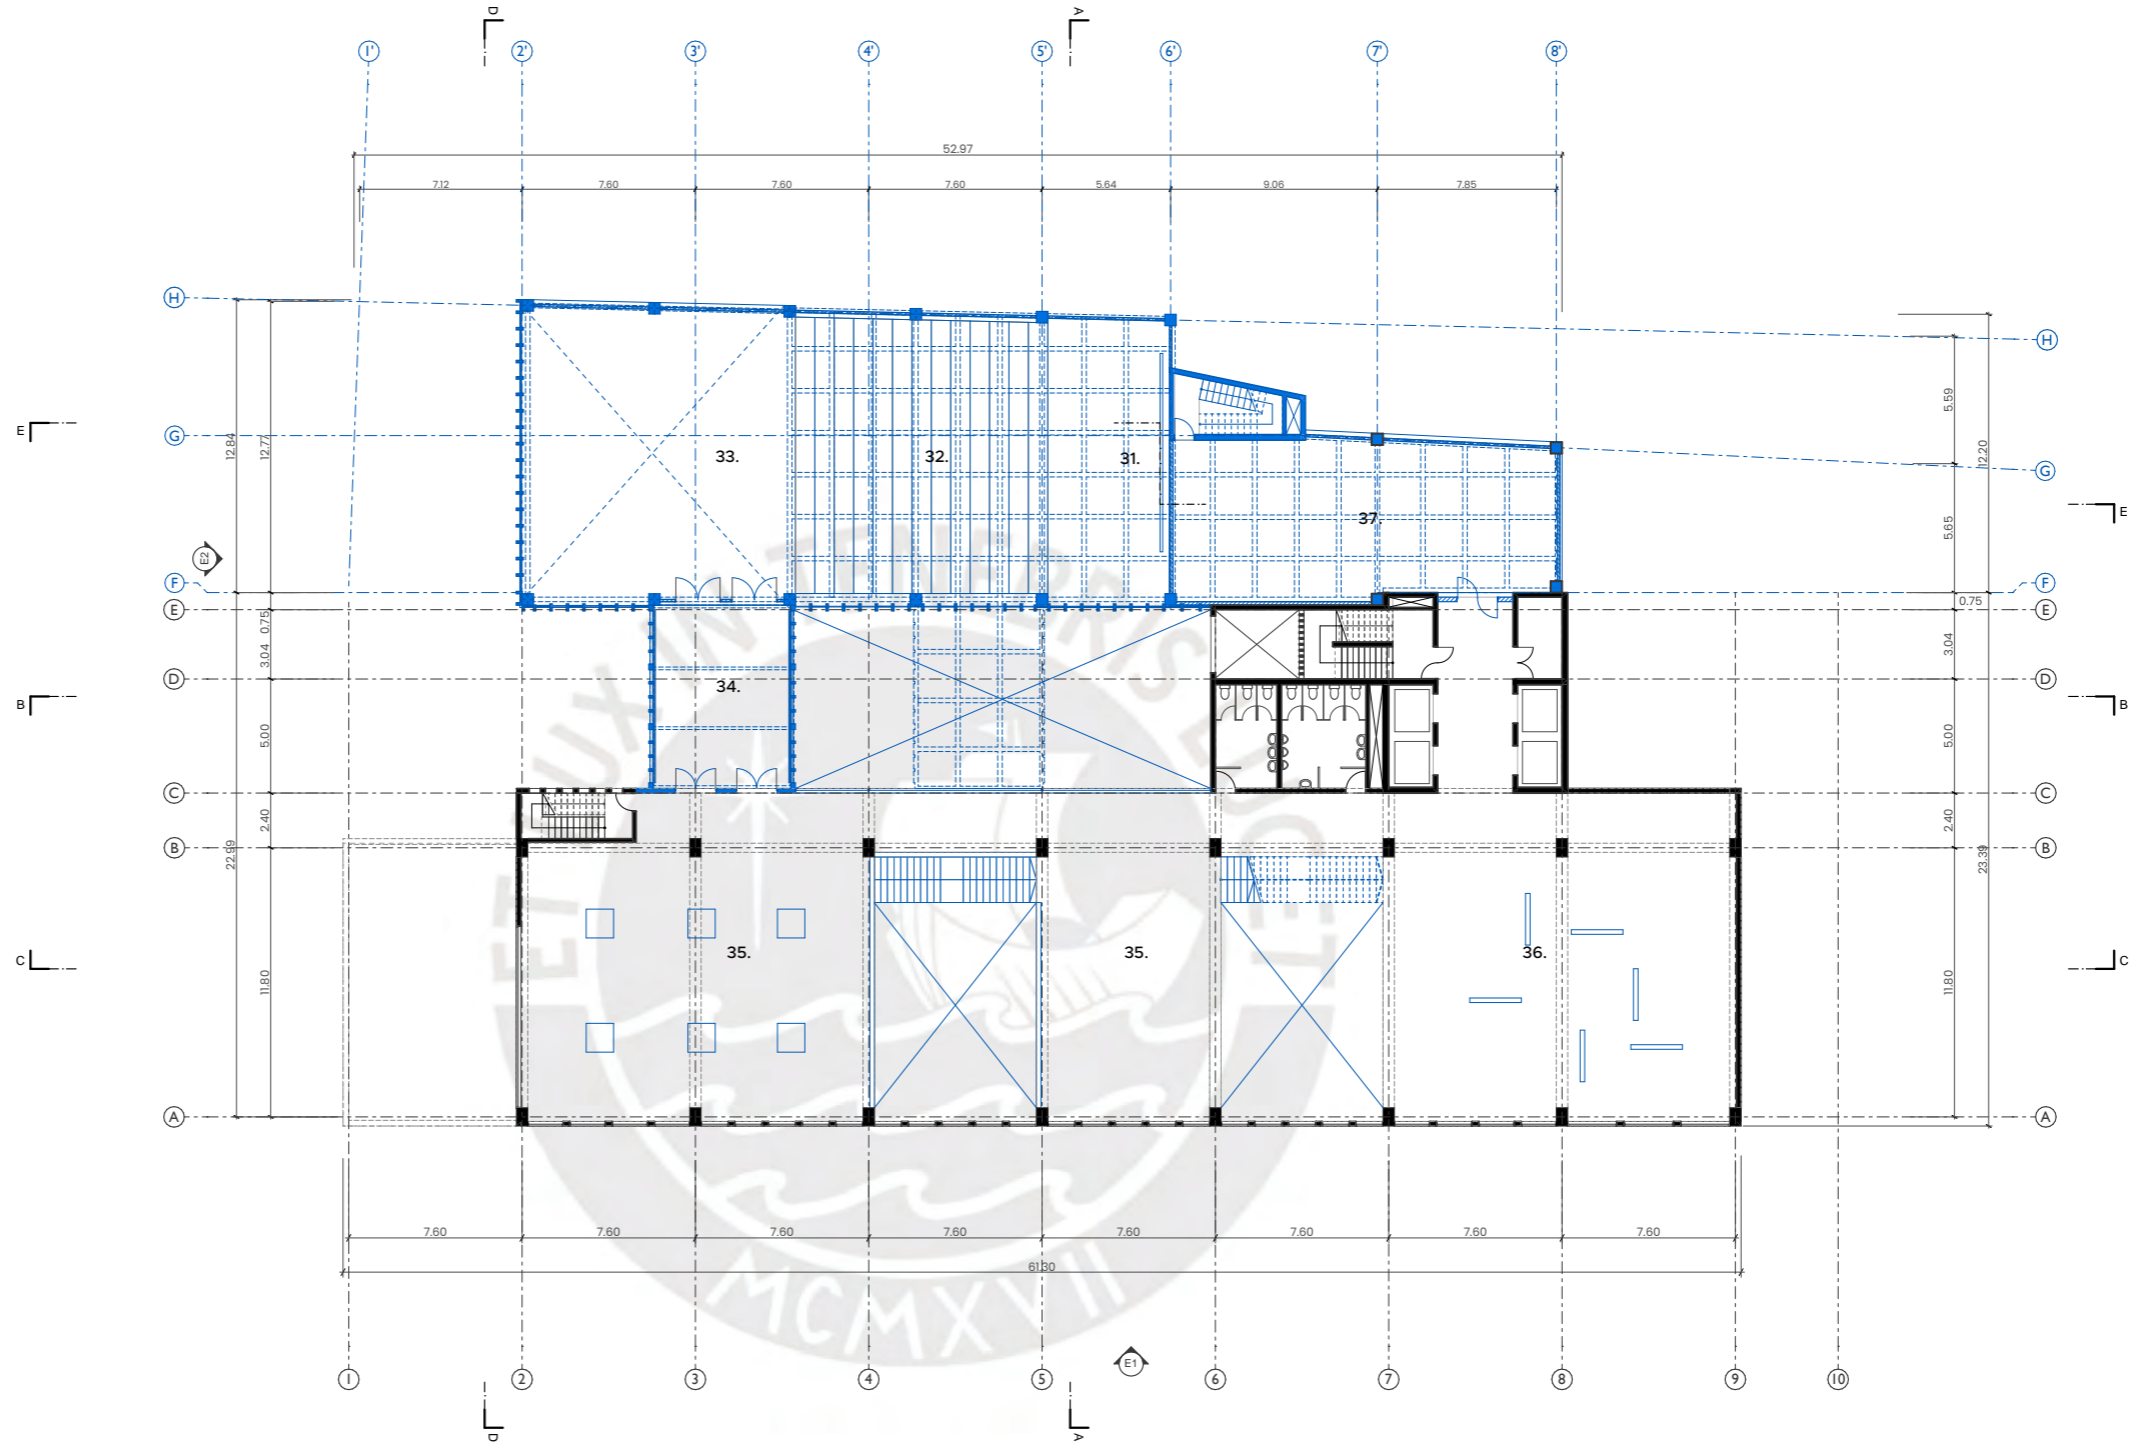 D A
1' 2' 3' 4' 5' 6' 7' 8'
52.97
7.12 7.60 7.60 7.60 5.64 9.06 7.85
H
H
E
G
12.84
12.77
5.59
12.20
G
E
33. 32. 31.
37.
5.65
E2
F
F
E
0.75
E
0.75
3.04
3.04
D
D
34.
B
B
5.00
5.00
C
C
2.40
2.40
B
B
22.99
23.39
35. 35. 36.
C
C
11.80
11.80
A
A
ET LUX IN TENEBRIS LUCET
MCMXVII
7.60 7.60 7.60 7.60 7.60 7.60 7.60 7.60
61.30
E1
1 2 3 4 5 6 7 8 9 10
D A